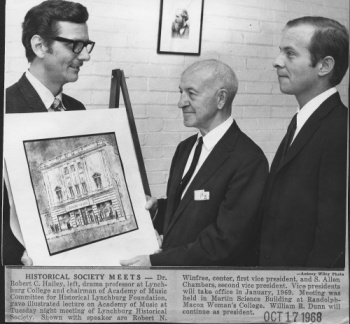 —Aubrey Wiley Photo
HISTORICAL SOCIETY MEETS — Dr.
Robert C. Hailey, left, drama professor at Lynch-
burg College and chairman of Academy of Music
Committee for Historical Lynchburg Foundation,
gave illustrated lecture on Academy of Music at
Tuesday night meeting of Lynchburg Historical
Society. Shown with speaker are Robert N.
Winfree, center, first vice president, and S. Allen
Chambers, second vice president. Vice presidents
will take office in January, 1969. Meeting was
held in Martin Science Building at Randolph-
Macon Woman's College. William R. Dunn will
continue as president.
OCT 17 1968